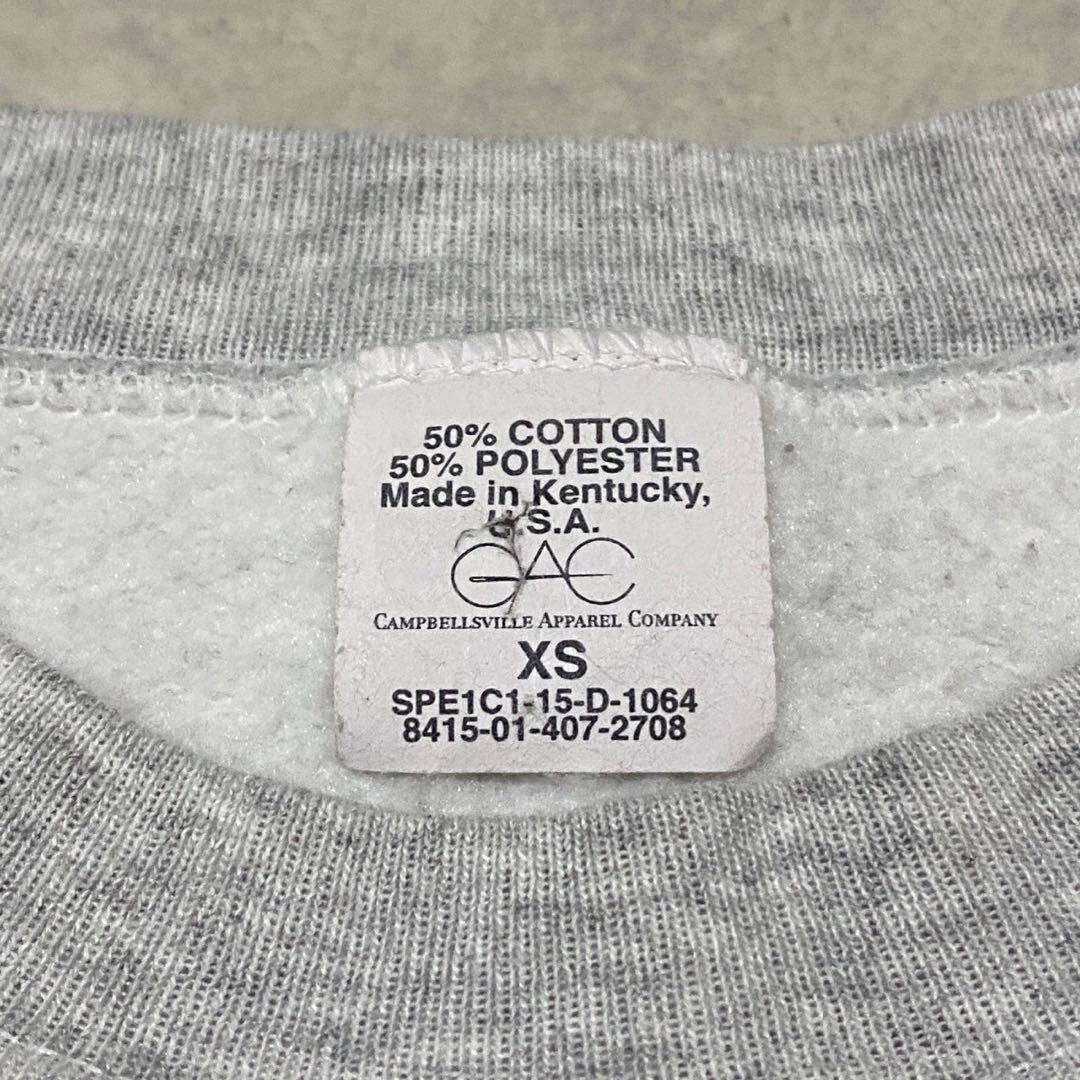 50% COTTON
50% POLYESTER
Made in Kentucky,
U.S.A.
CAC
CAMPBELLSVILLE APPAREL COMPANY
XS
SPE1C1-15-D-1064
8415-01-407-2708